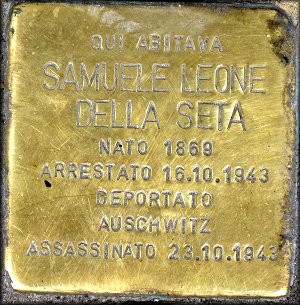 QUI ABITAVA
SAMUELE LEONE
DELLA SETA
NATO 1869
ARRESTATO 16.10.1943
DEPORTATO
AUSCHWITZ
ASSASSINATO 23.10.1943